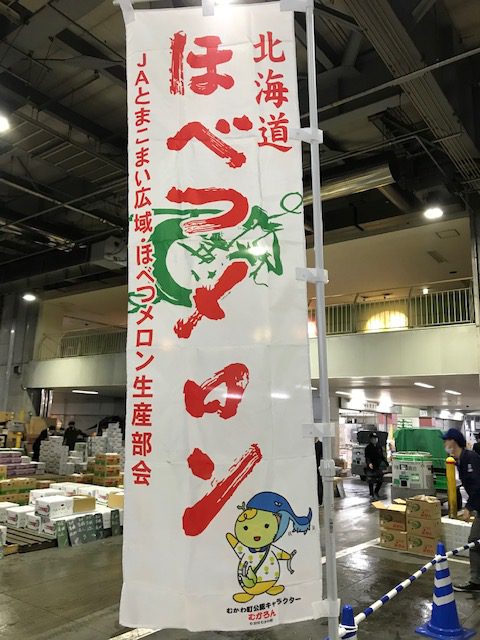 北海道
ほべつメロン
JAとまこまい広域・ほべつメロン生産部会
むかわ町公認キャラクター
むかろん